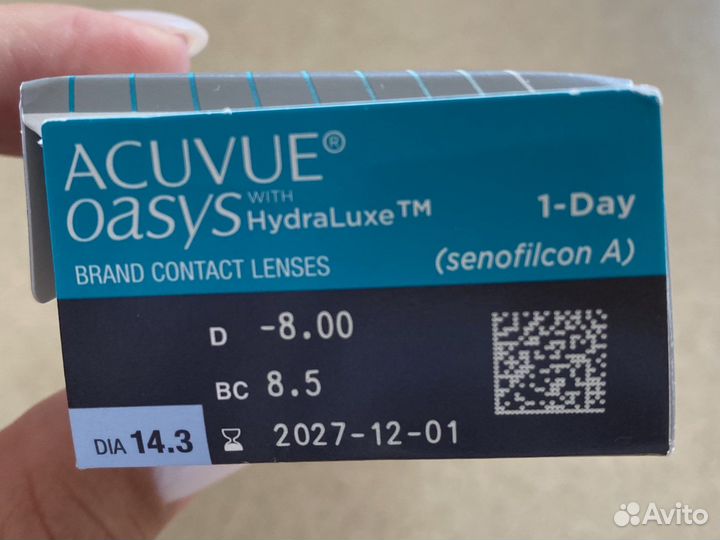 ACUVUE®
oasys WITH HydraLuxe™ 1-Day
BRAND CONTACT LENSES (senofilcon A)
D -8.00
BC 8.5
DIA 14.3 2027-12-01
Avito